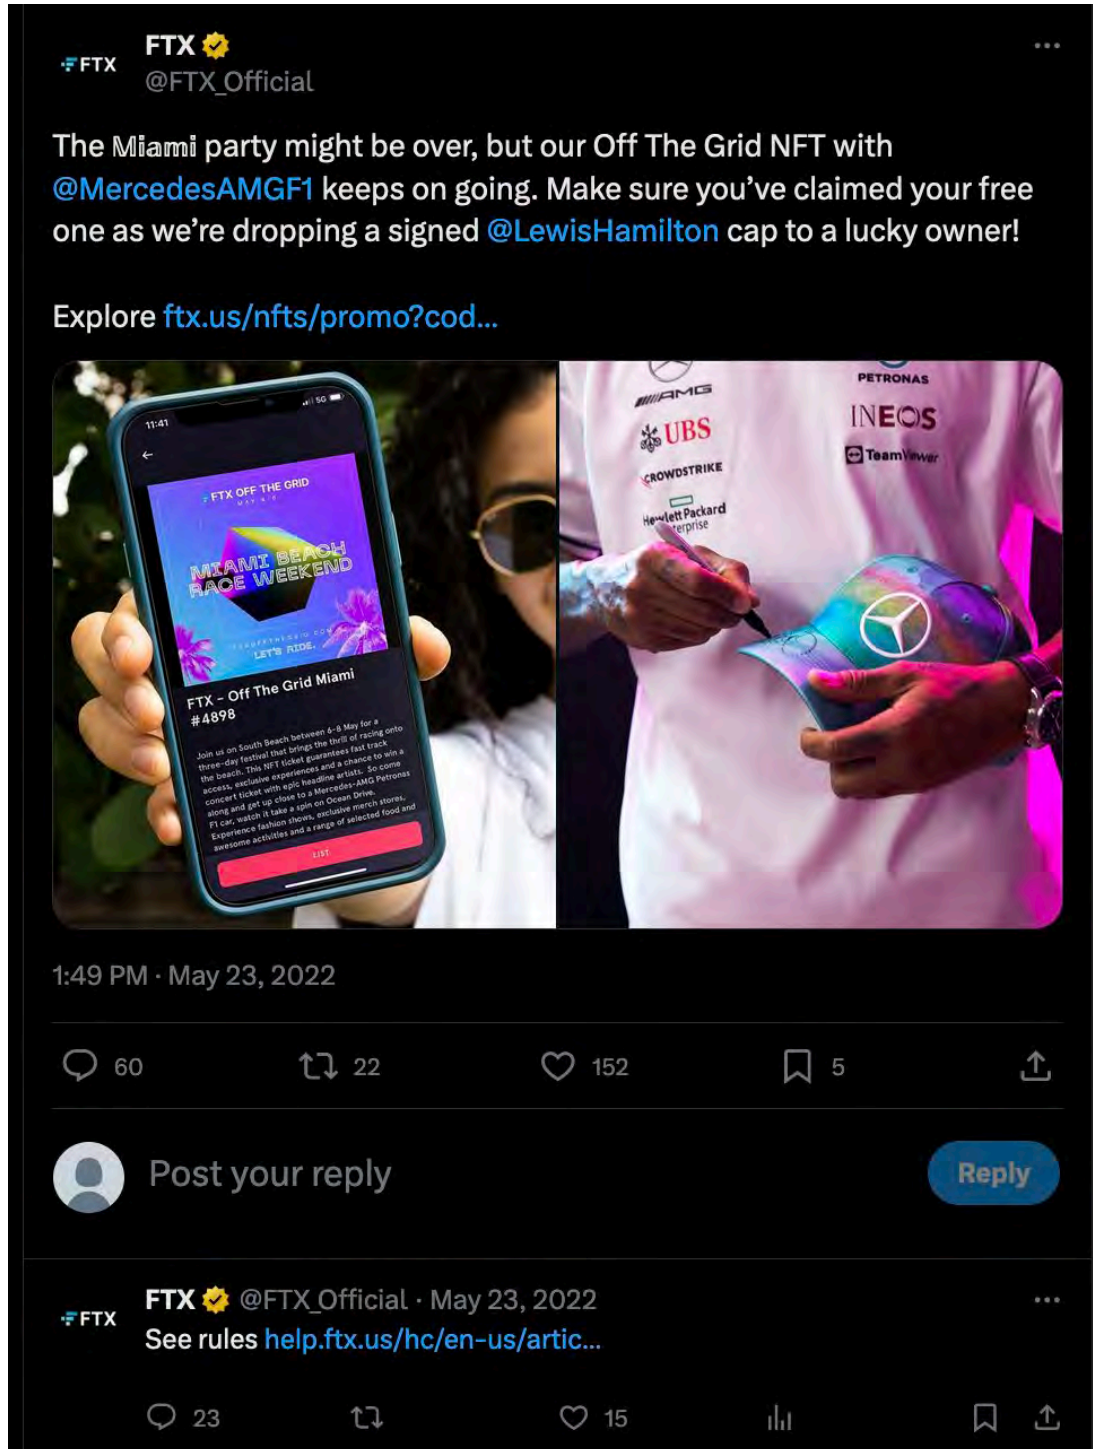 FTX
FTX
@FTX_Official
The 𝕄𝕚𝕒𝕞𝕚 party might be over, but our Off The Grid NFT with
@MercedesAMGF1 keeps on going. Make sure you’ve claimed your free
one as we’re dropping a signed @LewisHamilton cap to a lucky owner!
Explore ftx.us/nfts/promo?cod...
11:41
5G
FTX OFF THE GRID
MIAMI BEACH
RACE WEEKEND
LET'S RIDE.
FTX - Off The Grid Miami
#4898
Join us on South Beach between 6-8 May for a
three-day festival that brings the thrill of racing onto
the beach. This NFT ticket guarantees fast track
access, exclusive experiences and a chance to win a
concert ticket with epic headline artists. So come
along and get up close to a Mercedes-AMG Petronas
F1 car, watch it take a spin on Ocean Drive.
Experience fashion shows, exclusive merch stores,
awesome activities and a range of selected food and
LIST
AMG
UBS
CROWDSTRIKE
Hewlett Packard
erprise
PETRONAS
INEOS
TeamViewer
1:49 PM · May 23, 2022
60
22
152
5
Post your reply
Reply
FTX
FTX @FTX_Official · May 23, 2022
See rules help.ftx.us/hc/en-us/artic...
23
15